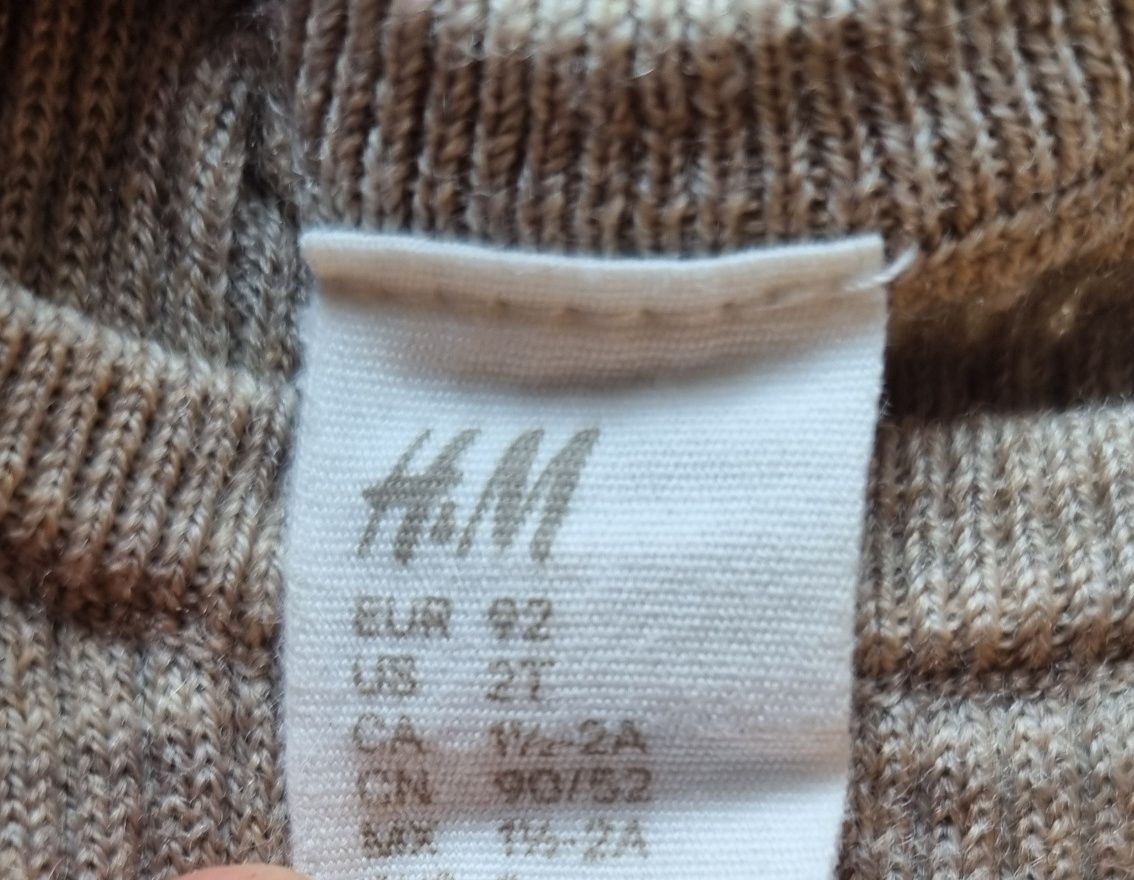 H&M
EUR 92
US 2T
CA 1½-2A
CN 90/52
MX 1½-2A